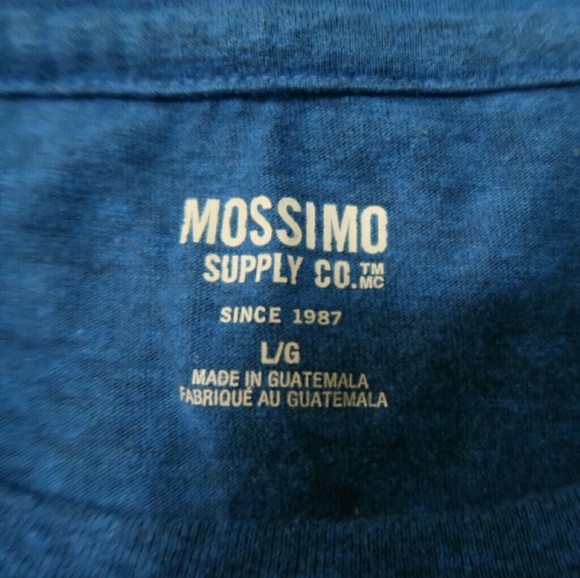 MOSSIMO
SUPPLY CO.™ MC
SINCE 1987
L/G
MADE IN GUATEMALA
FABRIQUÉ AU GUATEMALA